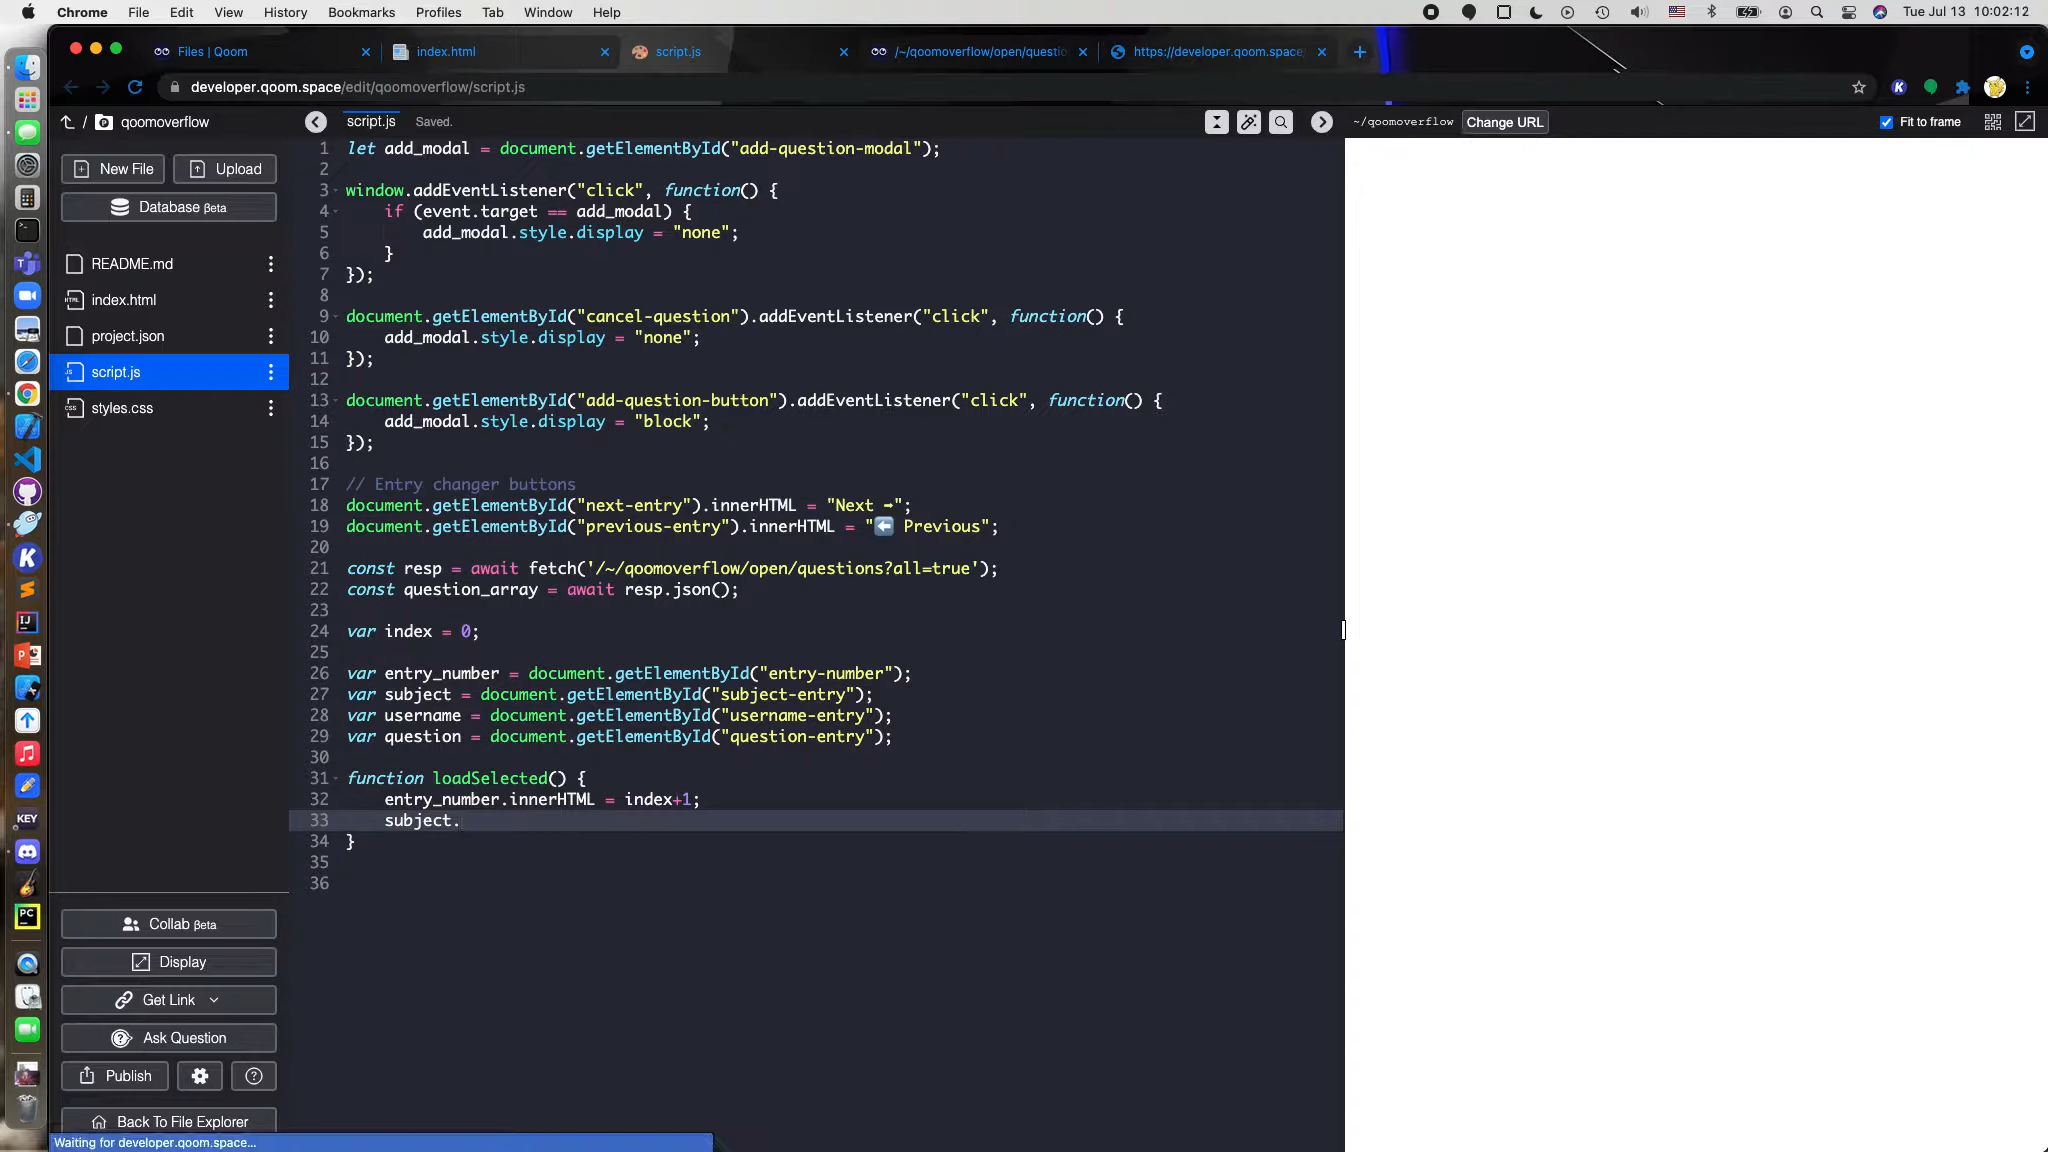 Chrome File Edit View History Bookmarks Profiles Tab Window Help Tue Jul 13 10:02:12
Files | Qoom index.html script.js /~/qoomoverflow/open/questio https://developer.qoom.space
developer.qoom.space/edit/qoomoverflow/script.js
/ qoomoverflow script.js Saved. ~/qoomoverflow Change URL Fit to frame
New File Upload
Database βeta
README.md
index.html
project.json
script.js
styles.css
Collab βeta
Display
Get Link
Ask Question
Publish
Back To File Explorer
Waiting for developer.qoom.space...
1 let add_modal = document.getElementById("add-question-modal");
2
3 window.addEventListener("click", function() {
4 if (event.target == add_modal) {
5 add_modal.style.display = "none";
6 }
7 });
8
9 document.getElementById("cancel-question").addEventListener("click", function() {
10 add_modal.style.display = "none";
11 });
12
13 document.getElementById("add-question-button").addEventListener("click", function() {
14 add_modal.style.display = "block";
15 });
16
17 // Entry changer buttons
18 document.getElementById("next-entry").innerHTML = "Next ➡";
19 document.getElementById("previous-entry").innerHTML = "⬅️ Previous";
20
21 const resp = await fetch('/~/qoomoverflow/open/questions?all=true');
22 const question_array = await resp.json();
23
24 var index = 0;
25
26 var entry_number = document.getElementById("entry-number");
27 var subject = document.getElementById("subject-entry");
28 var username = document.getElementById("username-entry");
29 var question = document.getElementById("question-entry");
30
31 function loadSelected() {
32 entry_number.innerHTML = index+1;
33 subject.
34 }
35
36